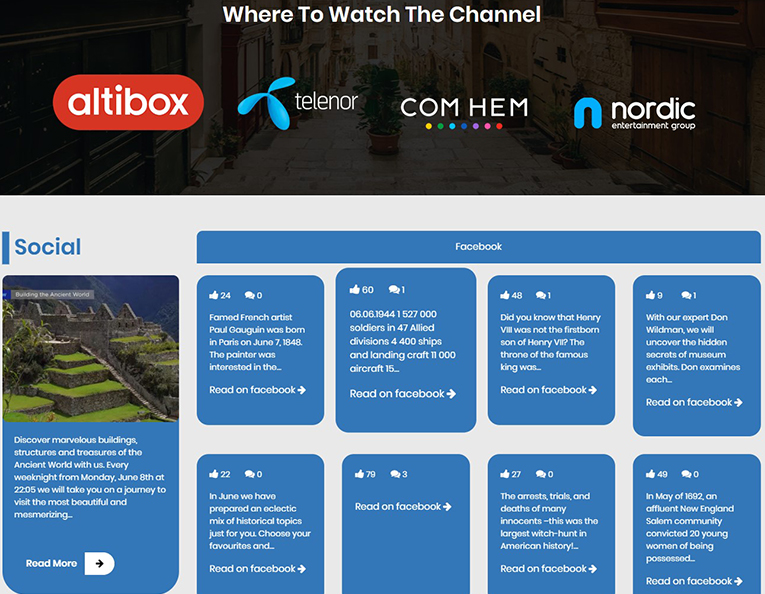 Where To Watch The Channel
altibox
telenor
COM HEM
nordic
entertainment group
Social
Facebook
Building the Ancient World
Discover marvelous buildings,
structures and treasures of the
Ancient World with us. Every
weeknight from Monday, June 8th at
22:05 we will take you on a journey to
visit the most beautiful and
mesmerizing...
Read More
24 0
Famed French artist
Paul Gauguin was born
in Paris on June 7, 1848.
The painter was
interested in the...
Read on facebook
60 1
06.06.1944 1 527 000
soldiers in 47 Allied
divisions 4 400 ships
and landing craft 11 000
aircraft 15...
Read on facebook
48 1
Did you know that Henry
VIII was not the firstborn
son of Henry VII? The
throne of the famous
king was...
Read on facebook
9 1
With our expert Don
Wildman, we will
uncover the hidden
secrets of museum
exhibits. Don examines
each...
Read on facebook
22 0
In June we have
prepared an eclectic
mix of historical topics
just for you. Choose your
favourites and...
Read on facebook
79 3
Read on facebook
27 0
The arrests, trials, and
deaths of many
innocents –this was the
largest witch-hunt in
American history!...
Read on facebook
49 0
In May of 1692, an
affluent New England
Salem community
convicted 20 young
women of being
possessed...
Read on facebook